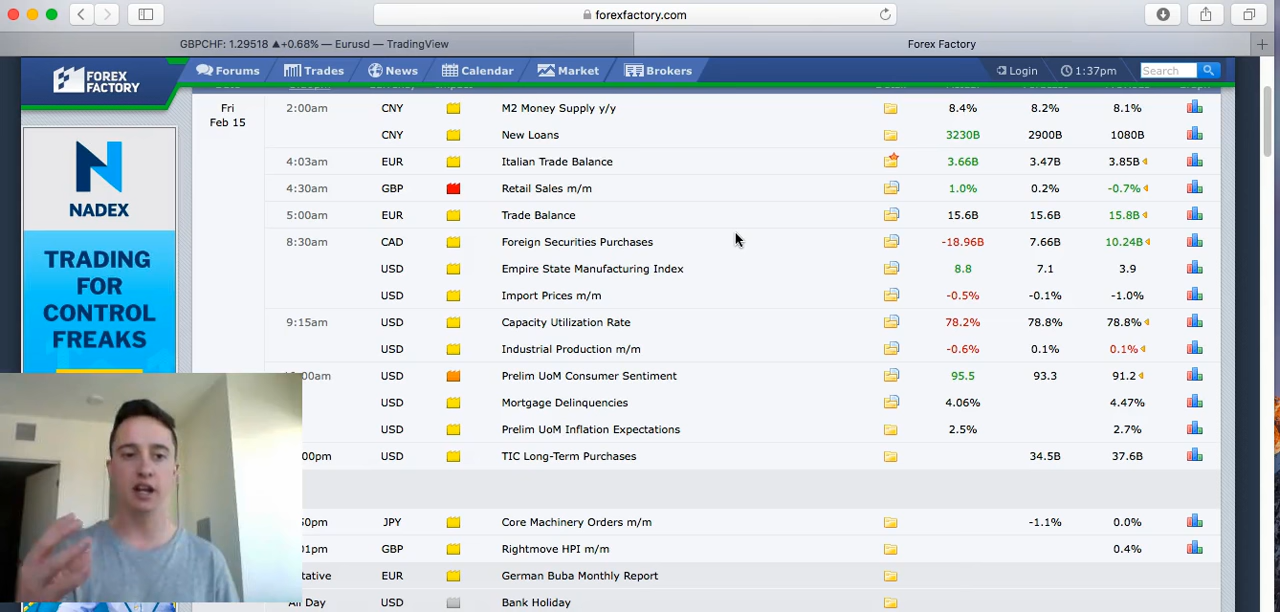 forexfactory.com
GBPCHF: 1.29518 ▲+0.68% — Eurusd — TradingView
Forex Factory
FOREX FACTORY
Forums
Trades
News
Calendar
Market
Brokers
Login
1:37pm
Search
Fri
Feb 15
2:00am CNY M2 Money Supply y/y 8.4% 8.2% 8.1%
CNY New Loans 3230B 2900B 1080B
4:03am EUR Italian Trade Balance 3.66B 3.47B 3.85B
4:30am GBP Retail Sales m/m 1.0% 0.2% -0.7%
5:00am EUR Trade Balance 15.6B 15.6B 15.8B
8:30am CAD Foreign Securities Purchases -18.96B 7.66B 10.24B
USD Empire State Manufacturing Index 8.8 7.1 3.9
USD Import Prices m/m -0.5% -0.1% -1.0%
9:15am USD Capacity Utilization Rate 78.2% 78.8% 78.8%
USD Industrial Production m/m -0.6% 0.1% 0.1%
USD Prelim UoM Consumer Sentiment 95.5 93.3 91.2
USD Mortgage Delinquencies 4.06% 4.47%
USD Prelim UoM Inflation Expectations 2.5% 2.7%
USD TIC Long-Term Purchases 34.5B 37.6B
JPY Core Machinery Orders m/m -1.1% 0.0%
GBP Rightmove HPI m/m 0.4%
EUR German Buba Monthly Report
All Day USD Bank Holiday
N
NADEX
TRADING
FOR
CONTROL
FREAKS